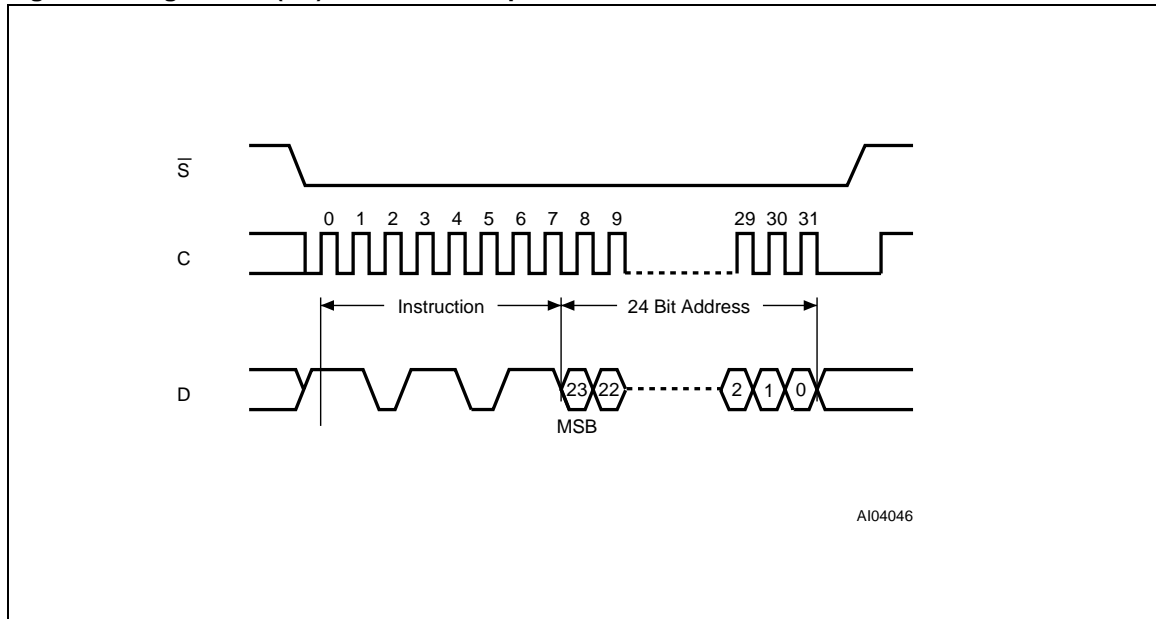 S̅
0 1 2 3 4 5 6 7 8 9 29 30 31
C
Instruction 24 Bit Address
D
23 22 2 1 0
MSB
AI04046